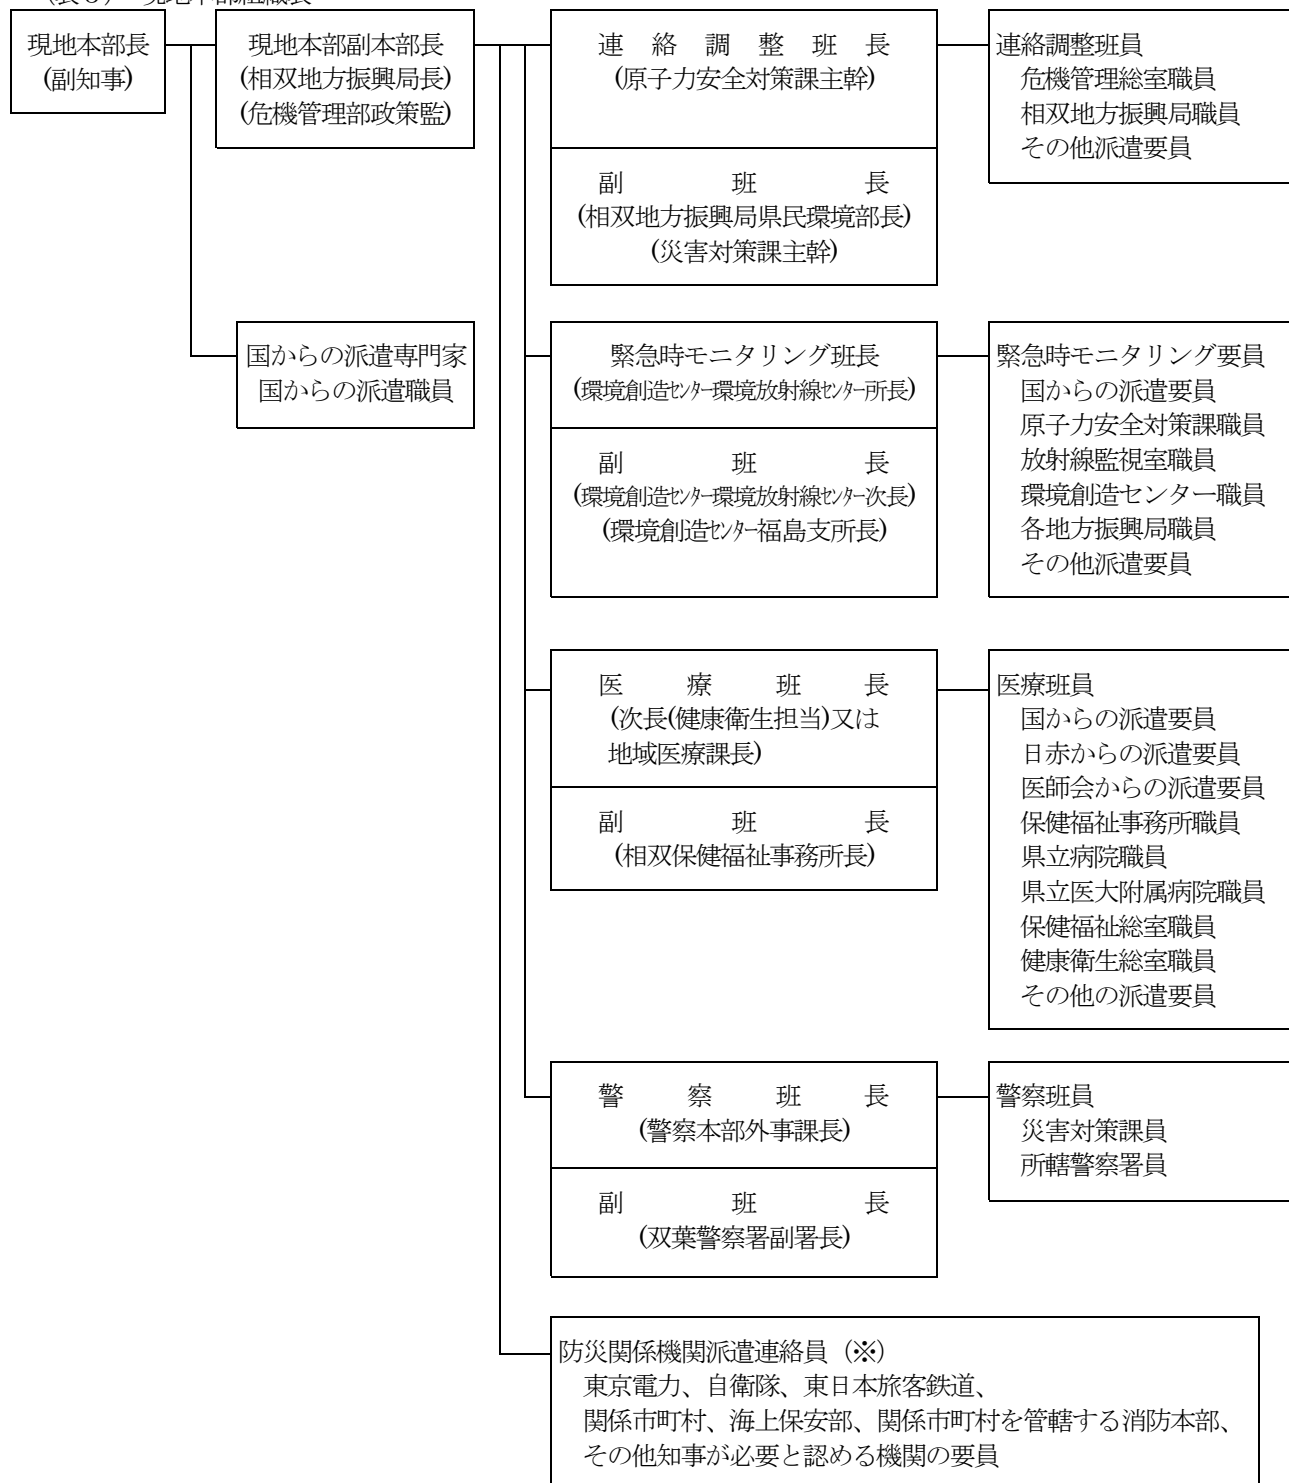 現地本部長
(副知事)
現地本部副本部長
(相双地方振興局長)
(危機管理部政策監)
国からの派遣専門家
国からの派遣職員
連絡調整班長
(原子力安全対策課主幹)
副班長
(相双地方振興局県民環境部長)
(災害対策課主幹)
連絡調整班員
危機管理総室職員
相双地方振興局職員
その他派遣要員
緊急時モニタリング班長
(環境創造ｾﾝﾀｰ環境放射線ｾﾝﾀｰ所長)
副班長
(環境創造ｾﾝﾀｰ環境放射線ｾﾝﾀｰ次長)
(環境創造ｾﾝﾀｰ福島支所長)
緊急時モニタリング要員
国からの派遣要員
原子力安全対策課職員
放射線監視室職員
環境創造センター職員
各地方振興局職員
その他派遣要員
医療班長
(次長(健康衛生担当)又は
地域医療課長)
副班長
(相双保健福祉事務所長)
医療班員
国からの派遣要員
日赤からの派遣要員
医師会からの派遣要員
保健福祉事務所職員
県立病院職員
県立医大附属病院職員
保健福祉総室職員
健康衛生総室職員
その他の派遣要員
警察班長
(警察本部外事課長)
副班長
(双葉警察署副署長)
警察班員
災害対策課員
所轄警察署員
防災関係機関派遣連絡員（※）
東京電力、自衛隊、東日本旅客鉄道、
関係市町村、海上保安部、関係市町村を管轄する消防本部、
その他知事が必要と認める機関の要員